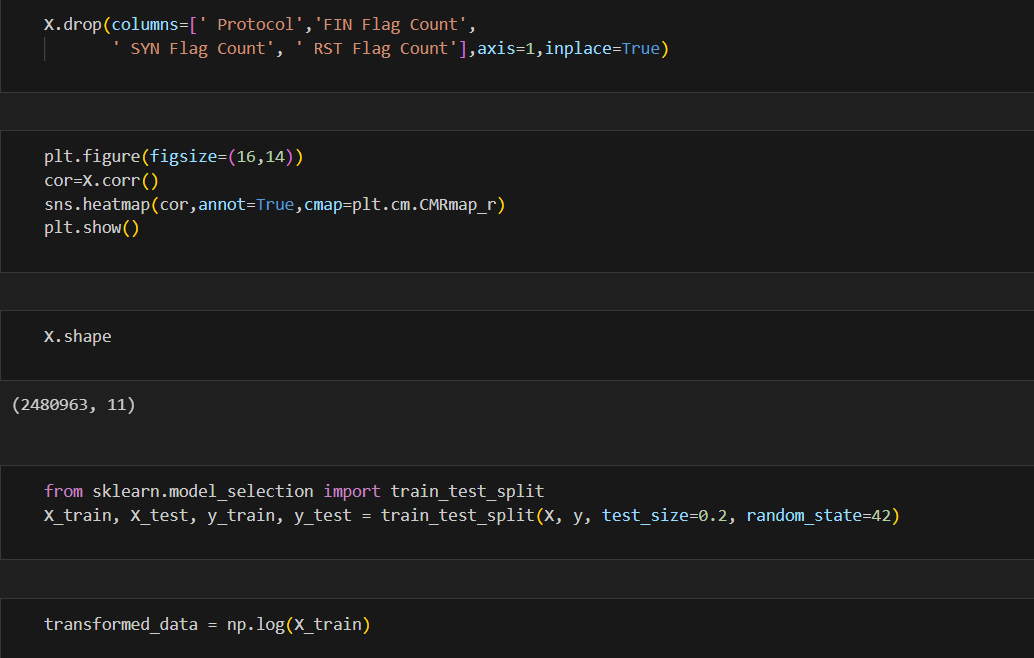 X.drop(columns=[' Protocol','FIN Flag Count',
' SYN Flag Count', ' RST Flag Count'],axis=1,inplace=True)
plt.figure(figsize=(16,14))
cor=X.corr()
sns.heatmap(cor,annot=True,cmap=plt.cm.CMRmap_r)
plt.show()
X.shape
(2480963, 11)
from sklearn.model_selection import train_test_split
X_train, X_test, y_train, y_test = train_test_split(X, y, test_size=0.2, random_state=42)
transformed_data = np.log(X_train)